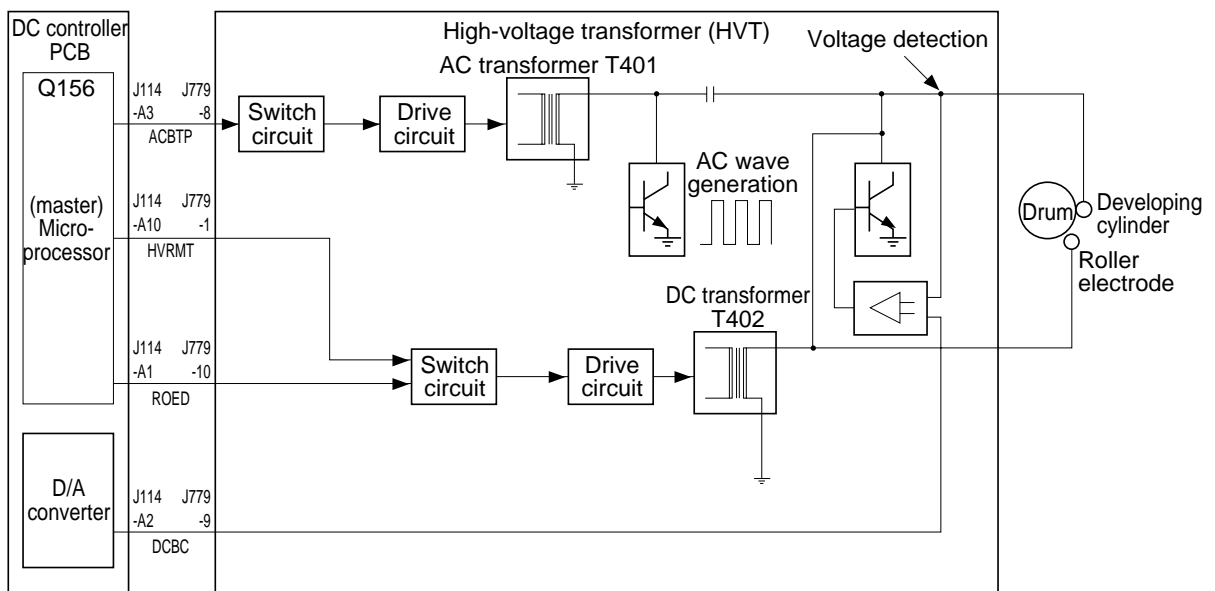 DC controller
PCB
Q156
(master)
Micro-
processor
D/A
converter
J114 J779
-A3 -8
ACBTP
J114 J779
-A10 -1
HVRMT
J114 J779
-A1 -10
ROED
J114 J779
-A2 -9
DCBC
High-voltage transformer (HVT)
AC transformer T401
Voltage detection
Switch
circuit
Drive
circuit
AC wave
generation
DC transformer
T402
Switch
circuit
Drive
circuit
Drum
Developing
cylinder
Roller
electrode